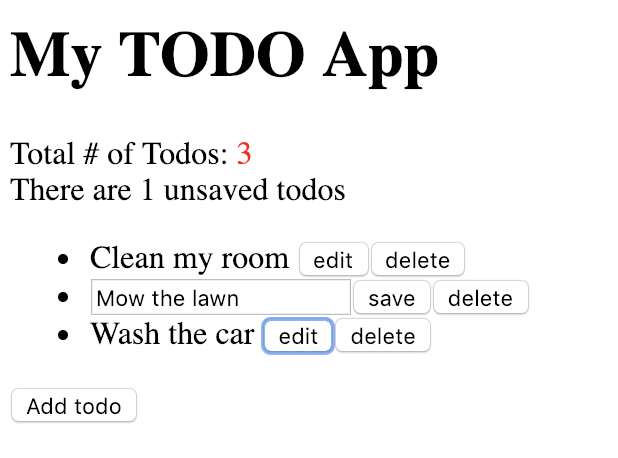 My TODO App
Total # of Todos: 3
There are 1 unsaved todos
Clean my room edit delete
Mow the lawn save delete
Wash the car edit delete
Add todo